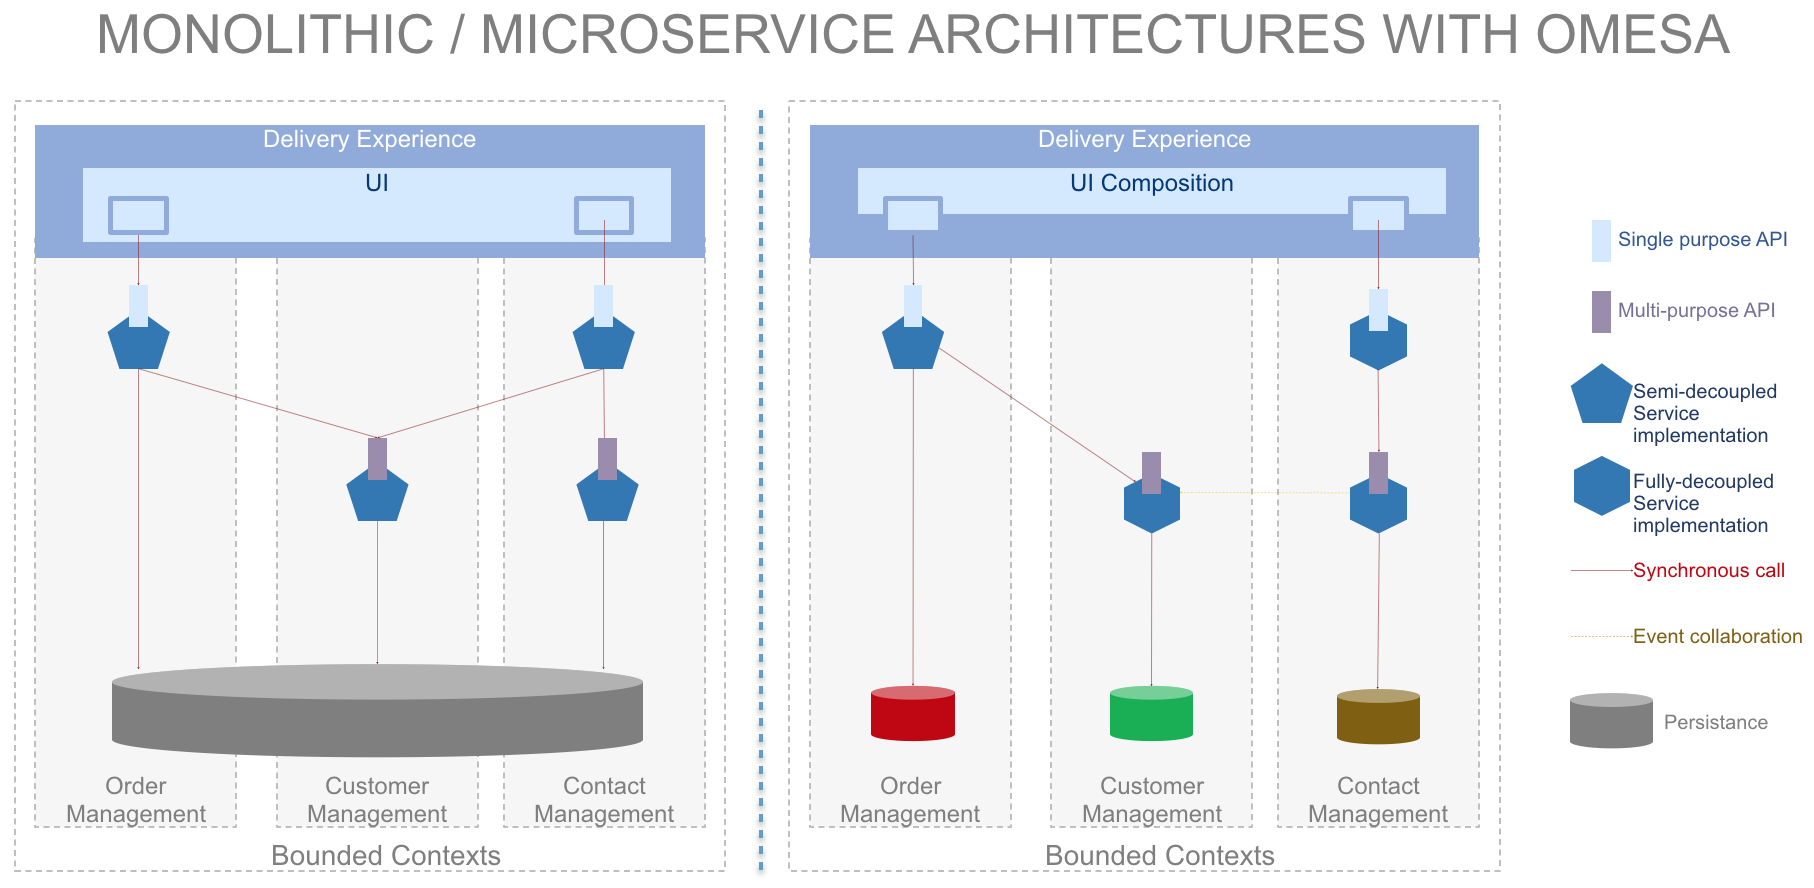 MONOLITHIC / MICROSERVICE ARCHITECTURES WITH OMESA
Delivery Experience
UI
Order
Management
Customer
Management
Contact
Management
Bounded Contexts
Delivery Experience
UI Composition
Order
Management
Customer
Management
Contact
Management
Bounded Contexts
Single purpose API
Multi-purpose API
Semi-decoupled
Service
implementation
Fully-decoupled
Service
implementation
Synchronous call
Event collaboration
Persistance